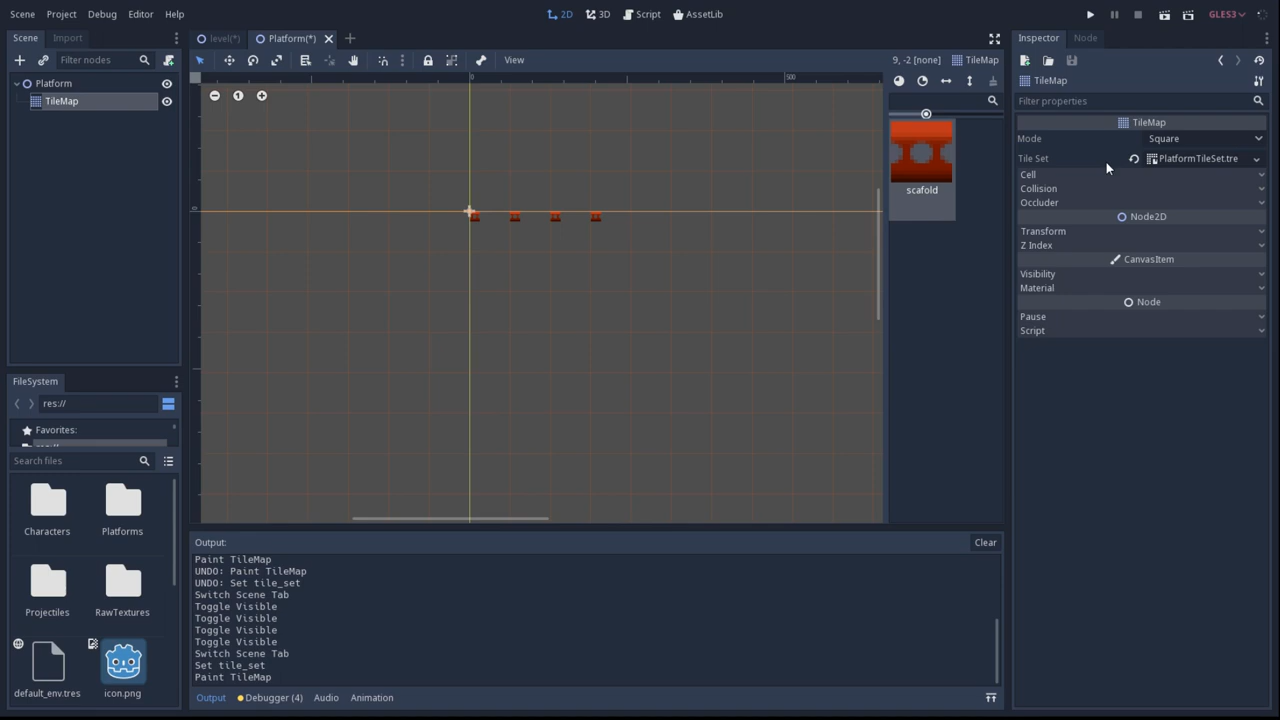 Scene Project Debug Editor Help
2D 3D Script AssetLib
GLES3
Scene Import
level(*) Platform(*)
Inspector Node
Filter nodes
View
9, -2 [none] TileMap
Platform
TileMap
TileMap
Filter properties
0
500
0
scafold
TileMap
Mode Square
Tile Set PlatformTileSet.tre
Cell
Collision
Occluder
Node2D
Transform
Z Index
CanvasItem
Visibility
Material
Node
Pause
Script
FileSystem
res://
Favorites:
res://
Search files
Characters Platforms
Projectiles RawTextures
default_env.tres icon.png
Output: Clear
Paint TileMap
UNDO: Paint TileMap
UNDO: Set tile_set
Switch Scene Tab
Toggle Visible
Toggle Visible
Toggle Visible
Toggle Visible
Switch Scene Tab
Set tile_set
Paint TileMap
Output Debugger (4) Audio Animation